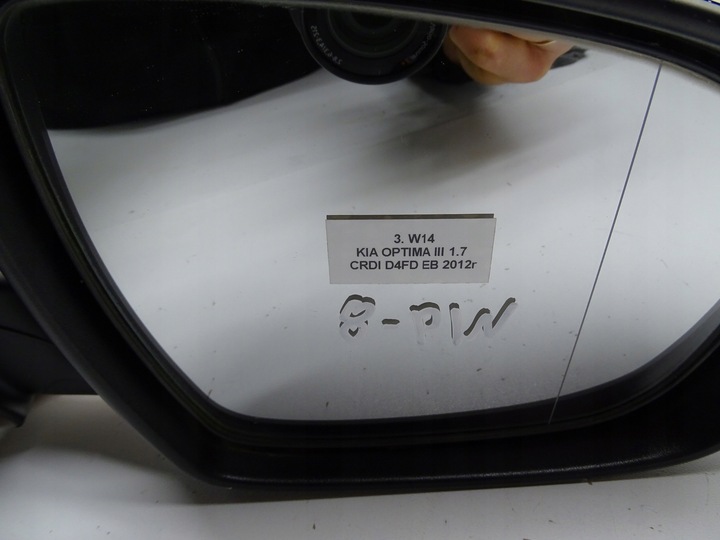 3. W14
KIA OPTIMA III 1.7
CRDI D4FD EB 2012r